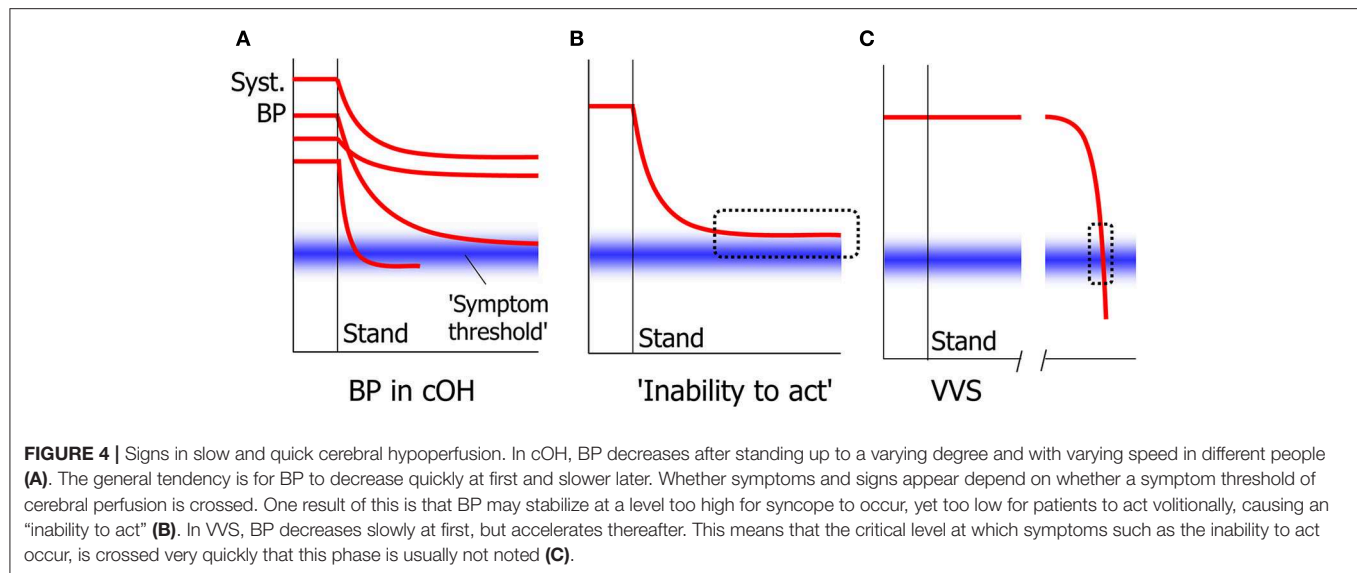 A
B
C
Syst.
BP
'Symptom
threshold'
Stand
Stand
Stand
BP in cOH
'Inability to act'
VVS
FIGURE 4 | Signs in slow and quick cerebral hypoperfusion. In cOH, BP decreases after standing up to a varying degree and with varying speed in different people
(A). The general tendency is for BP to decrease quickly at first and slower later. Whether symptoms and signs appear depend on whether a symptom threshold of
cerebral perfusion is crossed. One result of this is that BP may stabilize at a level too high for syncope to occur, yet too low for patients to act volitionally, causing an
“inability to act” (B). In VVS, BP decreases slowly at first, but accelerates thereafter. This means that the critical level at which symptoms such as the inability to act
occur, is crossed very quickly that this phase is usually not noted (C).